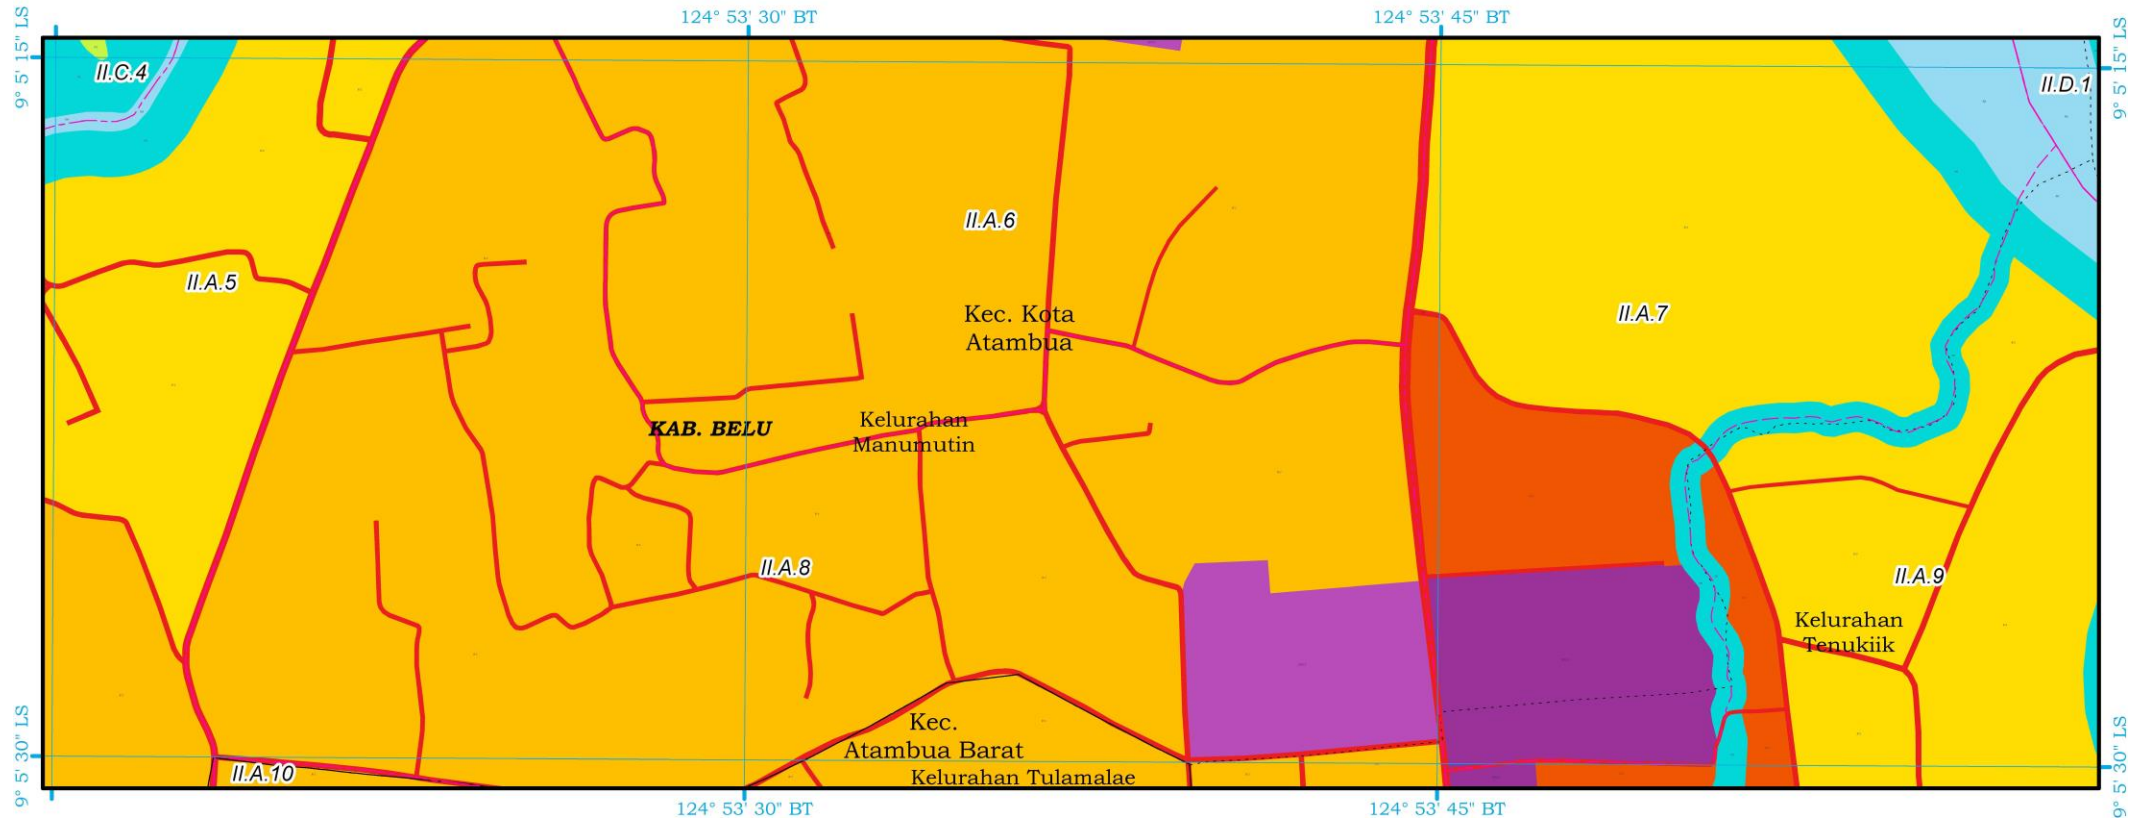 124° 53' 30" BT
124° 53' 45" BT
9° 5' 15" LS
9° 5' 15" LS
II.C.4
II.D.1
II.A.6
II.A.5
Kec. Kota
Atambua
II.A.7
KAB. BELU
Kelurahan
Manumutin
II.A.8
II.A.9
Kelurahan
Tenukiik
Kec.
Atambua Barat
Kelurahan Tulamalae
II.A.10
9° 5' 30" LS
9° 5' 30" LS
124° 53' 30" BT
124° 53' 45" BT